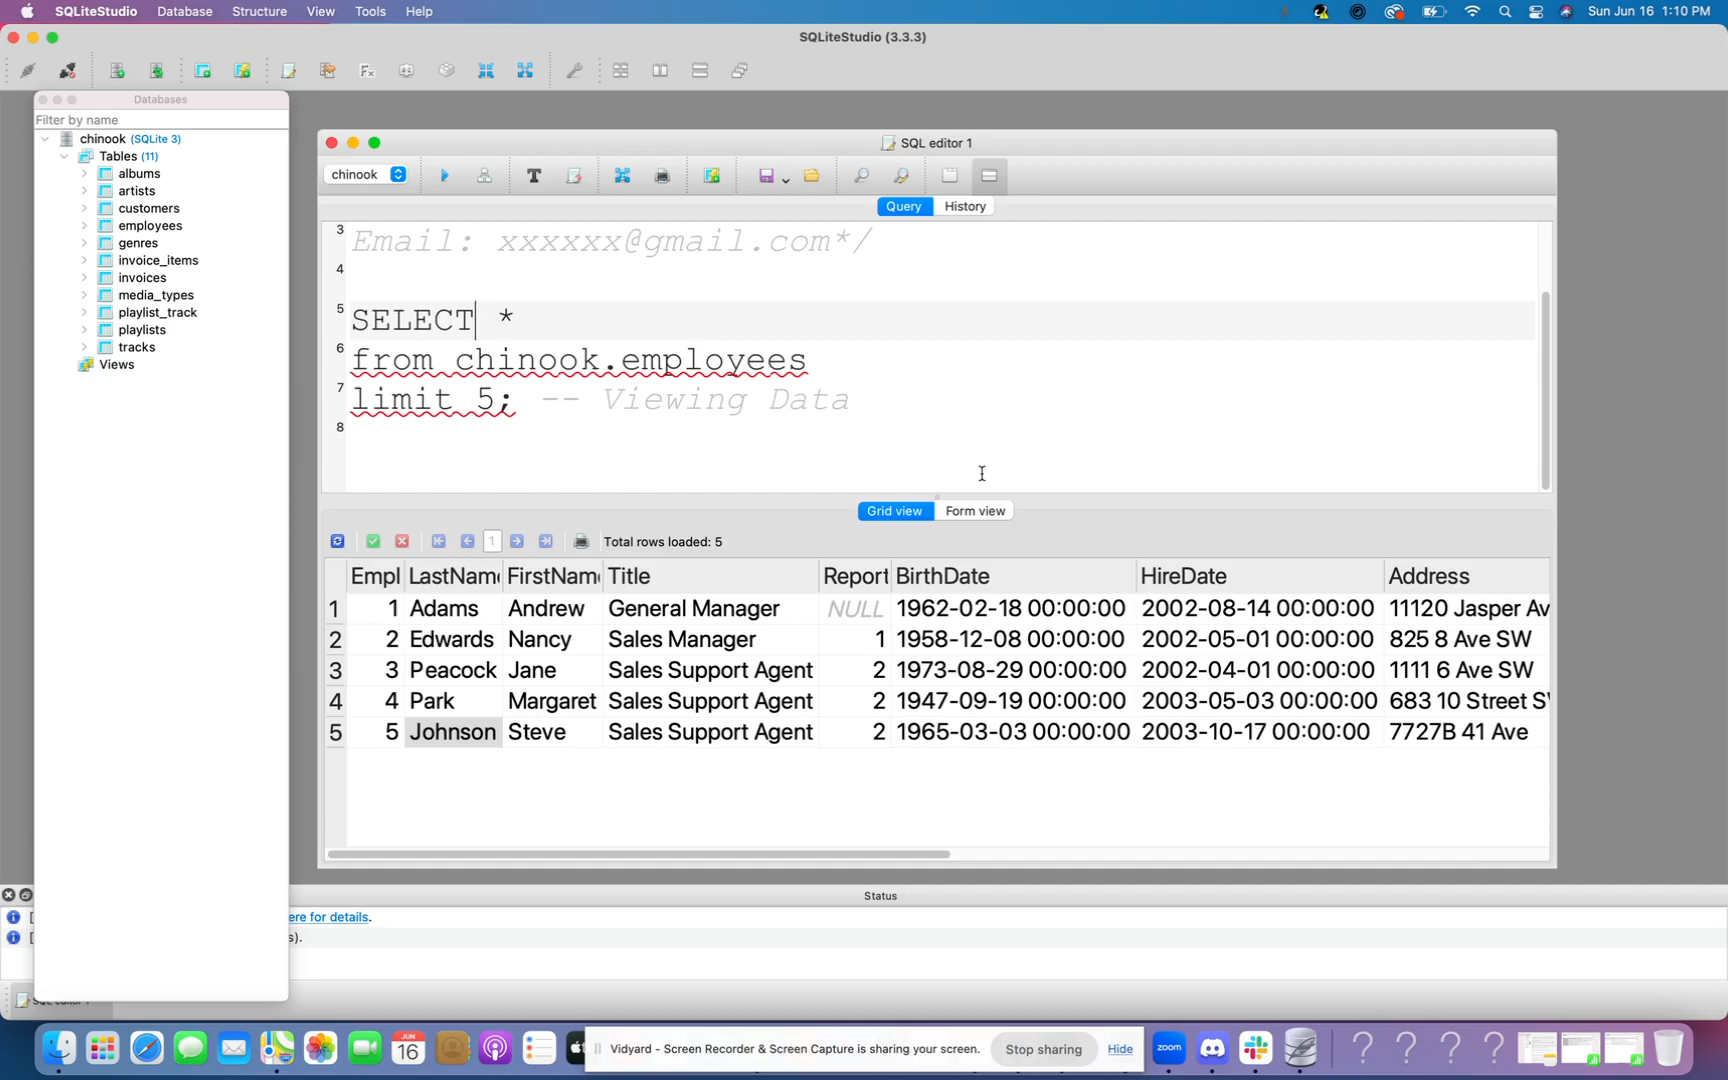 SQLiteStudio Database Structure View Tools Help Sun Jun 16 1:10 PM
SQLiteStudio (3.3.3)
Databases
Filter by name
chinook (SQLite 3)
Tables (11)
albums
artists
customers
employees
genres
invoice_items
invoices
media_types
playlist_track
playlists
tracks
Views
SQL editor 1
chinook
Query History
3 Email: xxxxxx@gmail.com*/
4
5 SELECT *
6 from chinook.employees
7 limit 5; -- Viewing Data
8
Grid view Form view
1 Total rows loaded: 5
Empl LastName FirstName Title Report BirthDate HireDate Address
1 1 Adams Andrew General Manager NULL 1962-02-18 00:00:00 2002-08-14 00:00:00 11120 Jasper Av
2 2 Edwards Nancy Sales Manager 1 1958-12-08 00:00:00 2002-05-01 00:00:00 825 8 Ave SW
3 3 Peacock Jane Sales Support Agent 2 1973-08-29 00:00:00 2002-04-01 00:00:00 1111 6 Ave SW
4 4 Park Margaret Sales Support Agent 2 1947-09-19 00:00:00 2003-05-03 00:00:00 683 10 Street S
5 5 Johnson Steve Sales Support Agent 2 1965-03-03 00:00:00 2003-10-17 00:00:00 7727B 41 Ave
Status
[ ere for details.
[ s).
JUN
16
Vidyard - Screen Recorder & Screen Capture is sharing your screen. Stop sharing Hide
zoom